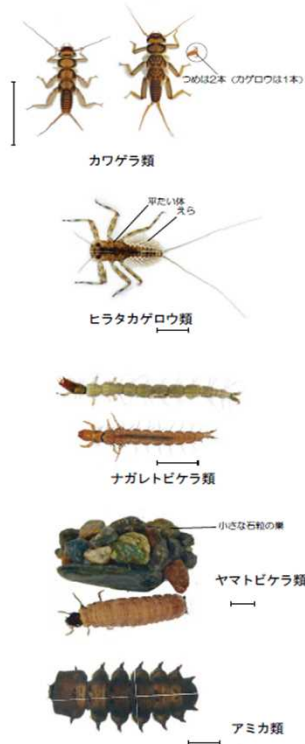 つめは2本（カゲロウは1本）
カワゲラ類
平たい体
えら
ヒラタカゲロウ類
ナガレトビケラ類
小さな石粒の巣
ヤマトビケラ類
アミカ類